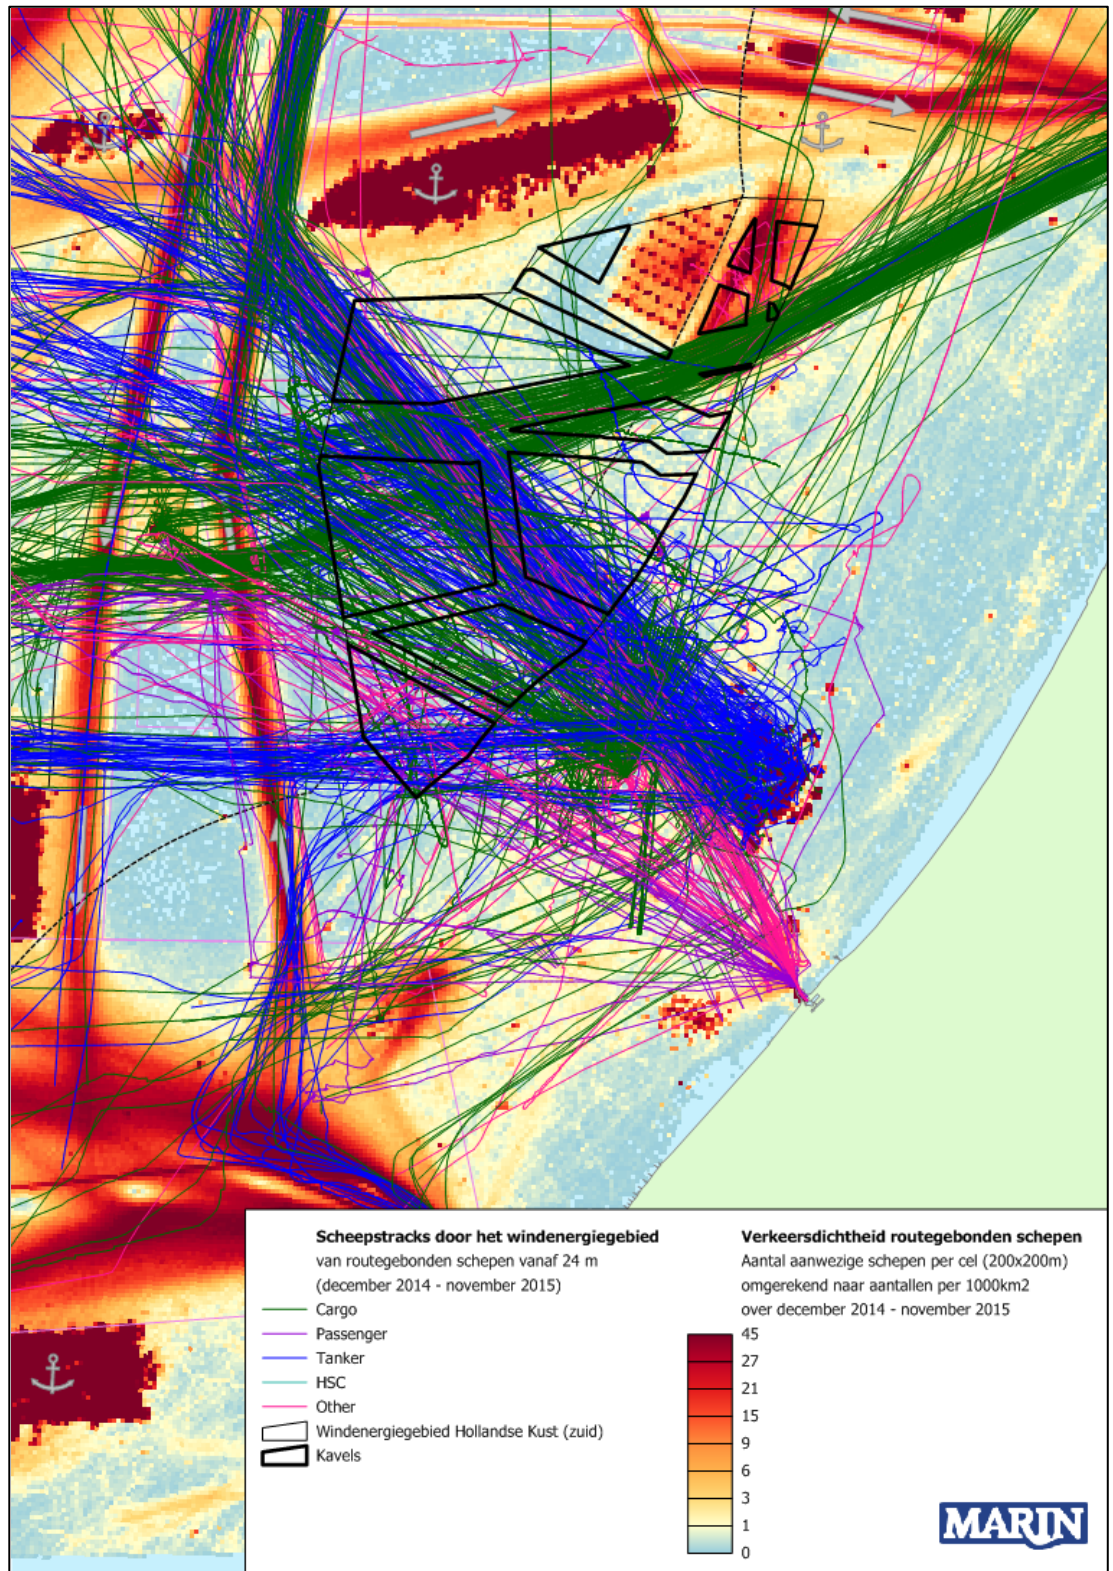 Scheepstracks door het windenergiegebied
van routegebonden schepen vanaf 24 m
(december 2014 - november 2015)
Cargo
Passenger
Tanker
HSC
Other
Windenergiegebied Hollandse Kust (zuid)
Kavels
Verkeersdichtheid routegebonden schepen
Aantal aanwezige schepen per cel (200x200m)
omgerekend naar aantallen per 1000km2
over december 2014 - november 2015
45
27
21
15
9
6
3
1
0
MARIN